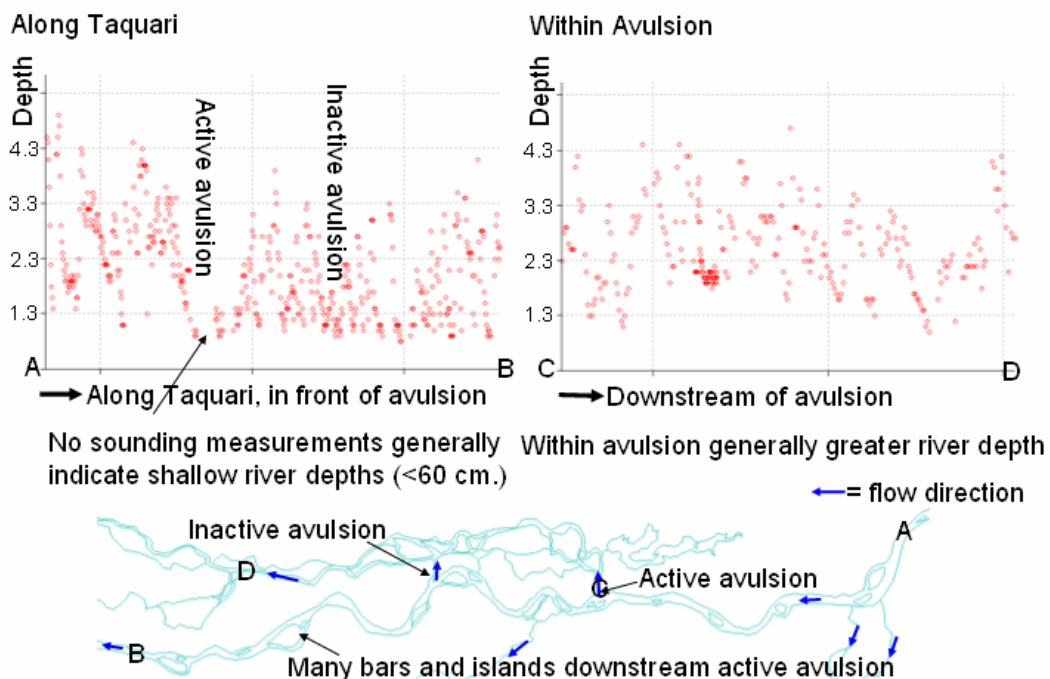 Along Taquari
Within Avulsion
Depth
4.3
3.3
2.3
1.3
Active avulsion
Inactive avulsion
A
B
Along Taquari, in front of avulsion
No sounding measurements generally
indicate shallow river depths (<60 cm.)
Depth
4.3
3.3
2.3
1.3
C
D
Downstream of avulsion
Within avulsion generally greater river depth
= flow direction
Inactive avulsion
A
D
C
Active avulsion
B
Many bars and islands downstream active avulsion